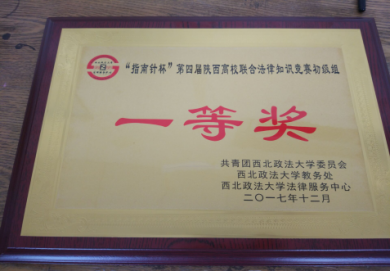 “指南针杯”第四届陕西高校联合法律知识竞赛初级组
一等奖
共青团西北政法大学委员会
西北政法大学教务处
西北政法大学法律服务中心
二〇一七年十二月